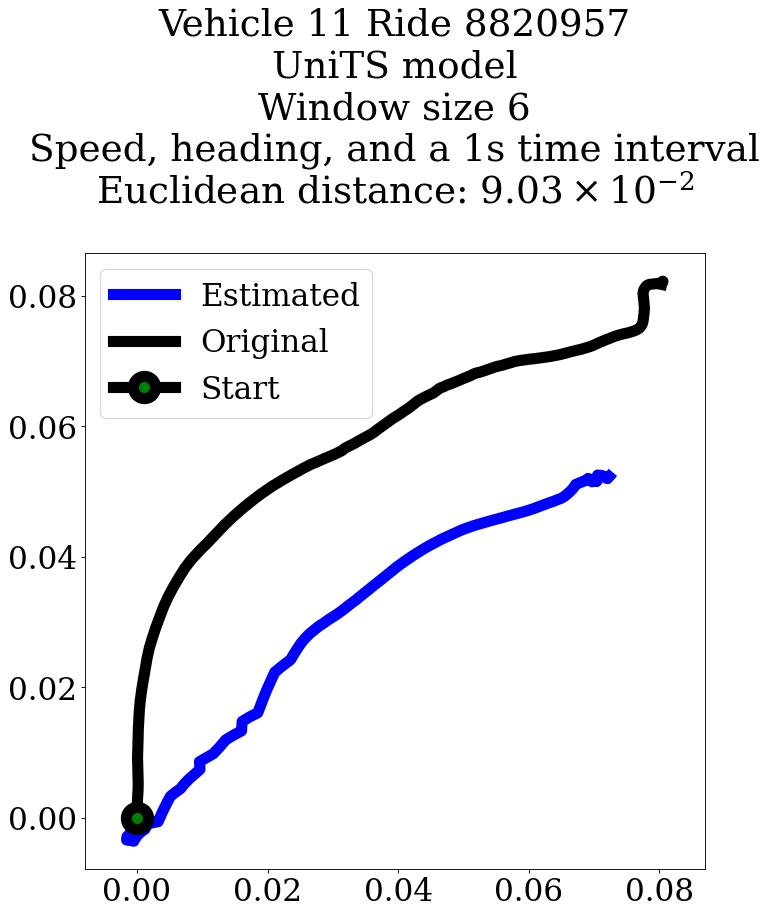 Vehicle 11 Ride 8820957
UniTS model
Window size 6
Speed, heading, and a 1s time interval
Euclidean distance: 9.03 × 10⁻²
Estimated
Original
Start
0.08
0.06
0.04
0.02
0.00
0.00 0.02 0.04 0.06 0.08